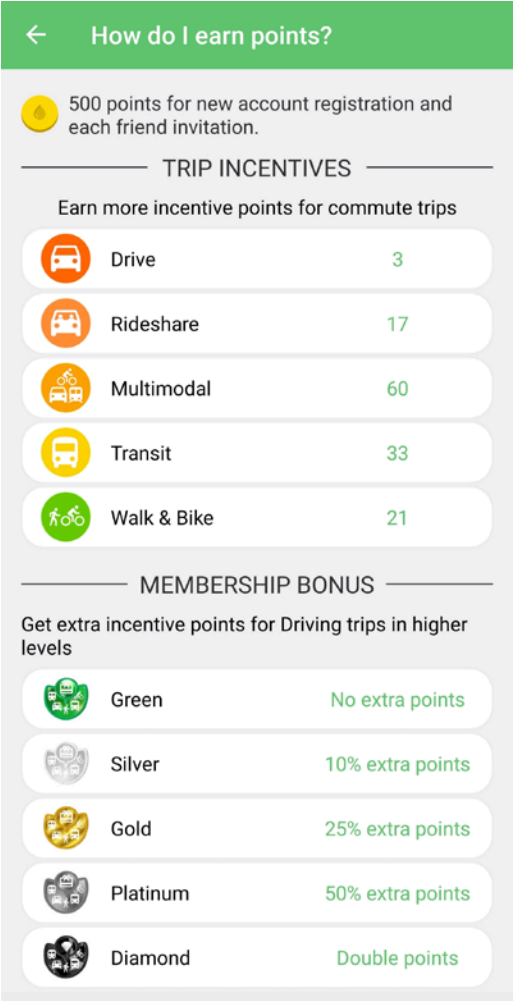 How do I earn points?
500 points for new account registration and
each friend invitation.
TRIP INCENTIVES
Earn more incentive points for commute trips
Drive 3
Rideshare 17
Multimodal 60
Transit 33
Walk & Bike 21
MEMBERSHIP BONUS
Get extra incentive points for Driving trips in higher
levels
Green No extra points
Silver 10% extra points
Gold 25% extra points
Platinum 50% extra points
Diamond Double points